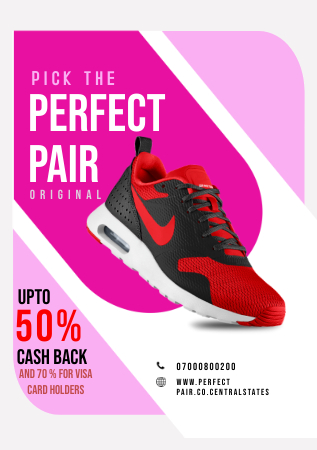 PICK THE
PERFECT
PAIR
ORIGINAL
UPTO
50%
CASH BACK
AND 70 % FOR VISA
CARD HOLDERS
07000800200
WWW.PERFECT
PAIR.CO.CENTRALSTATES